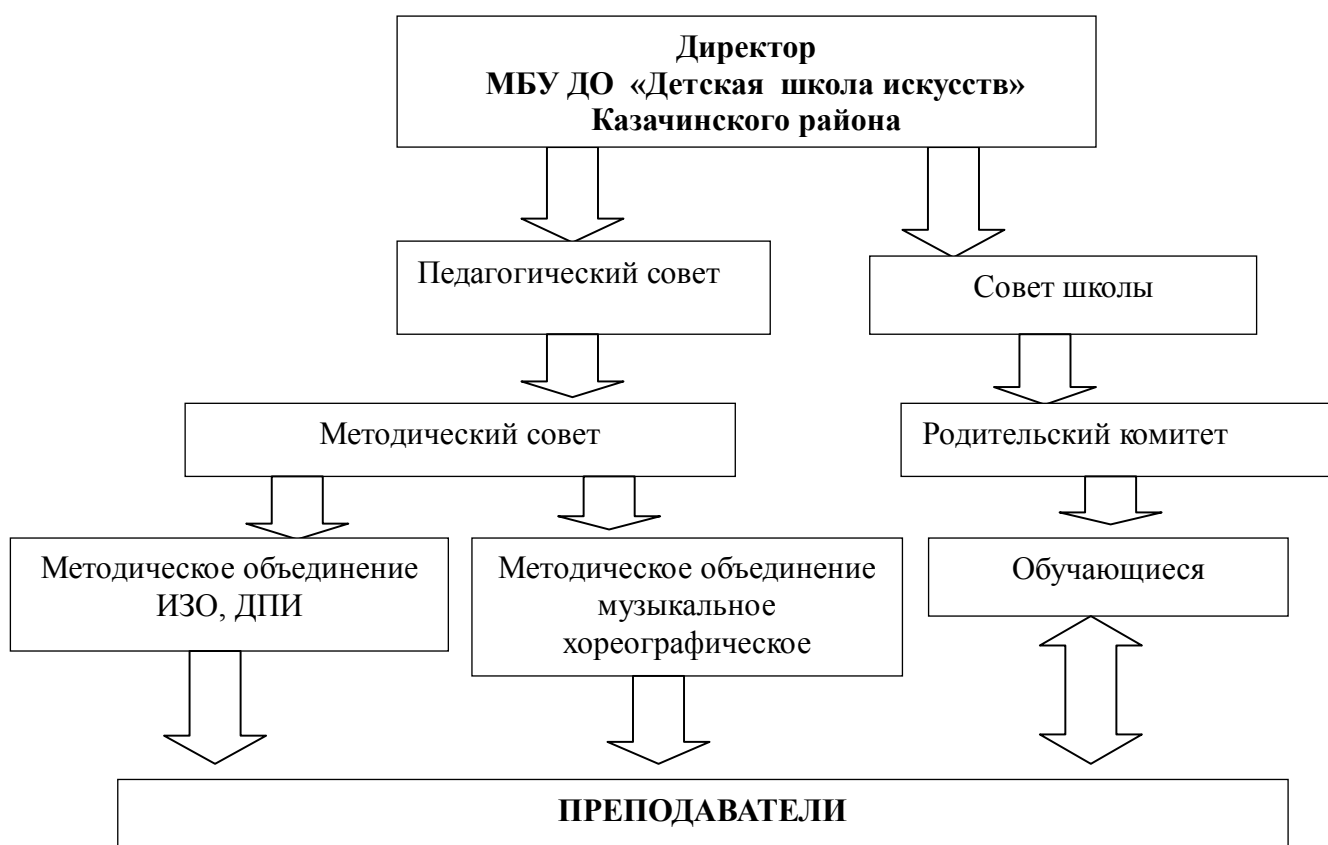 Директор
МБУ ДО «Детская школа искусств»
Казачинского района
Педагогический совет
Совет школы
Методический совет
Родительский комитет
Методическое объединение
ИЗО, ДПИ
Методическое объединение
музыкальное
хореографическое
Обучающиеся
ПРЕПОДАВАТЕЛИ